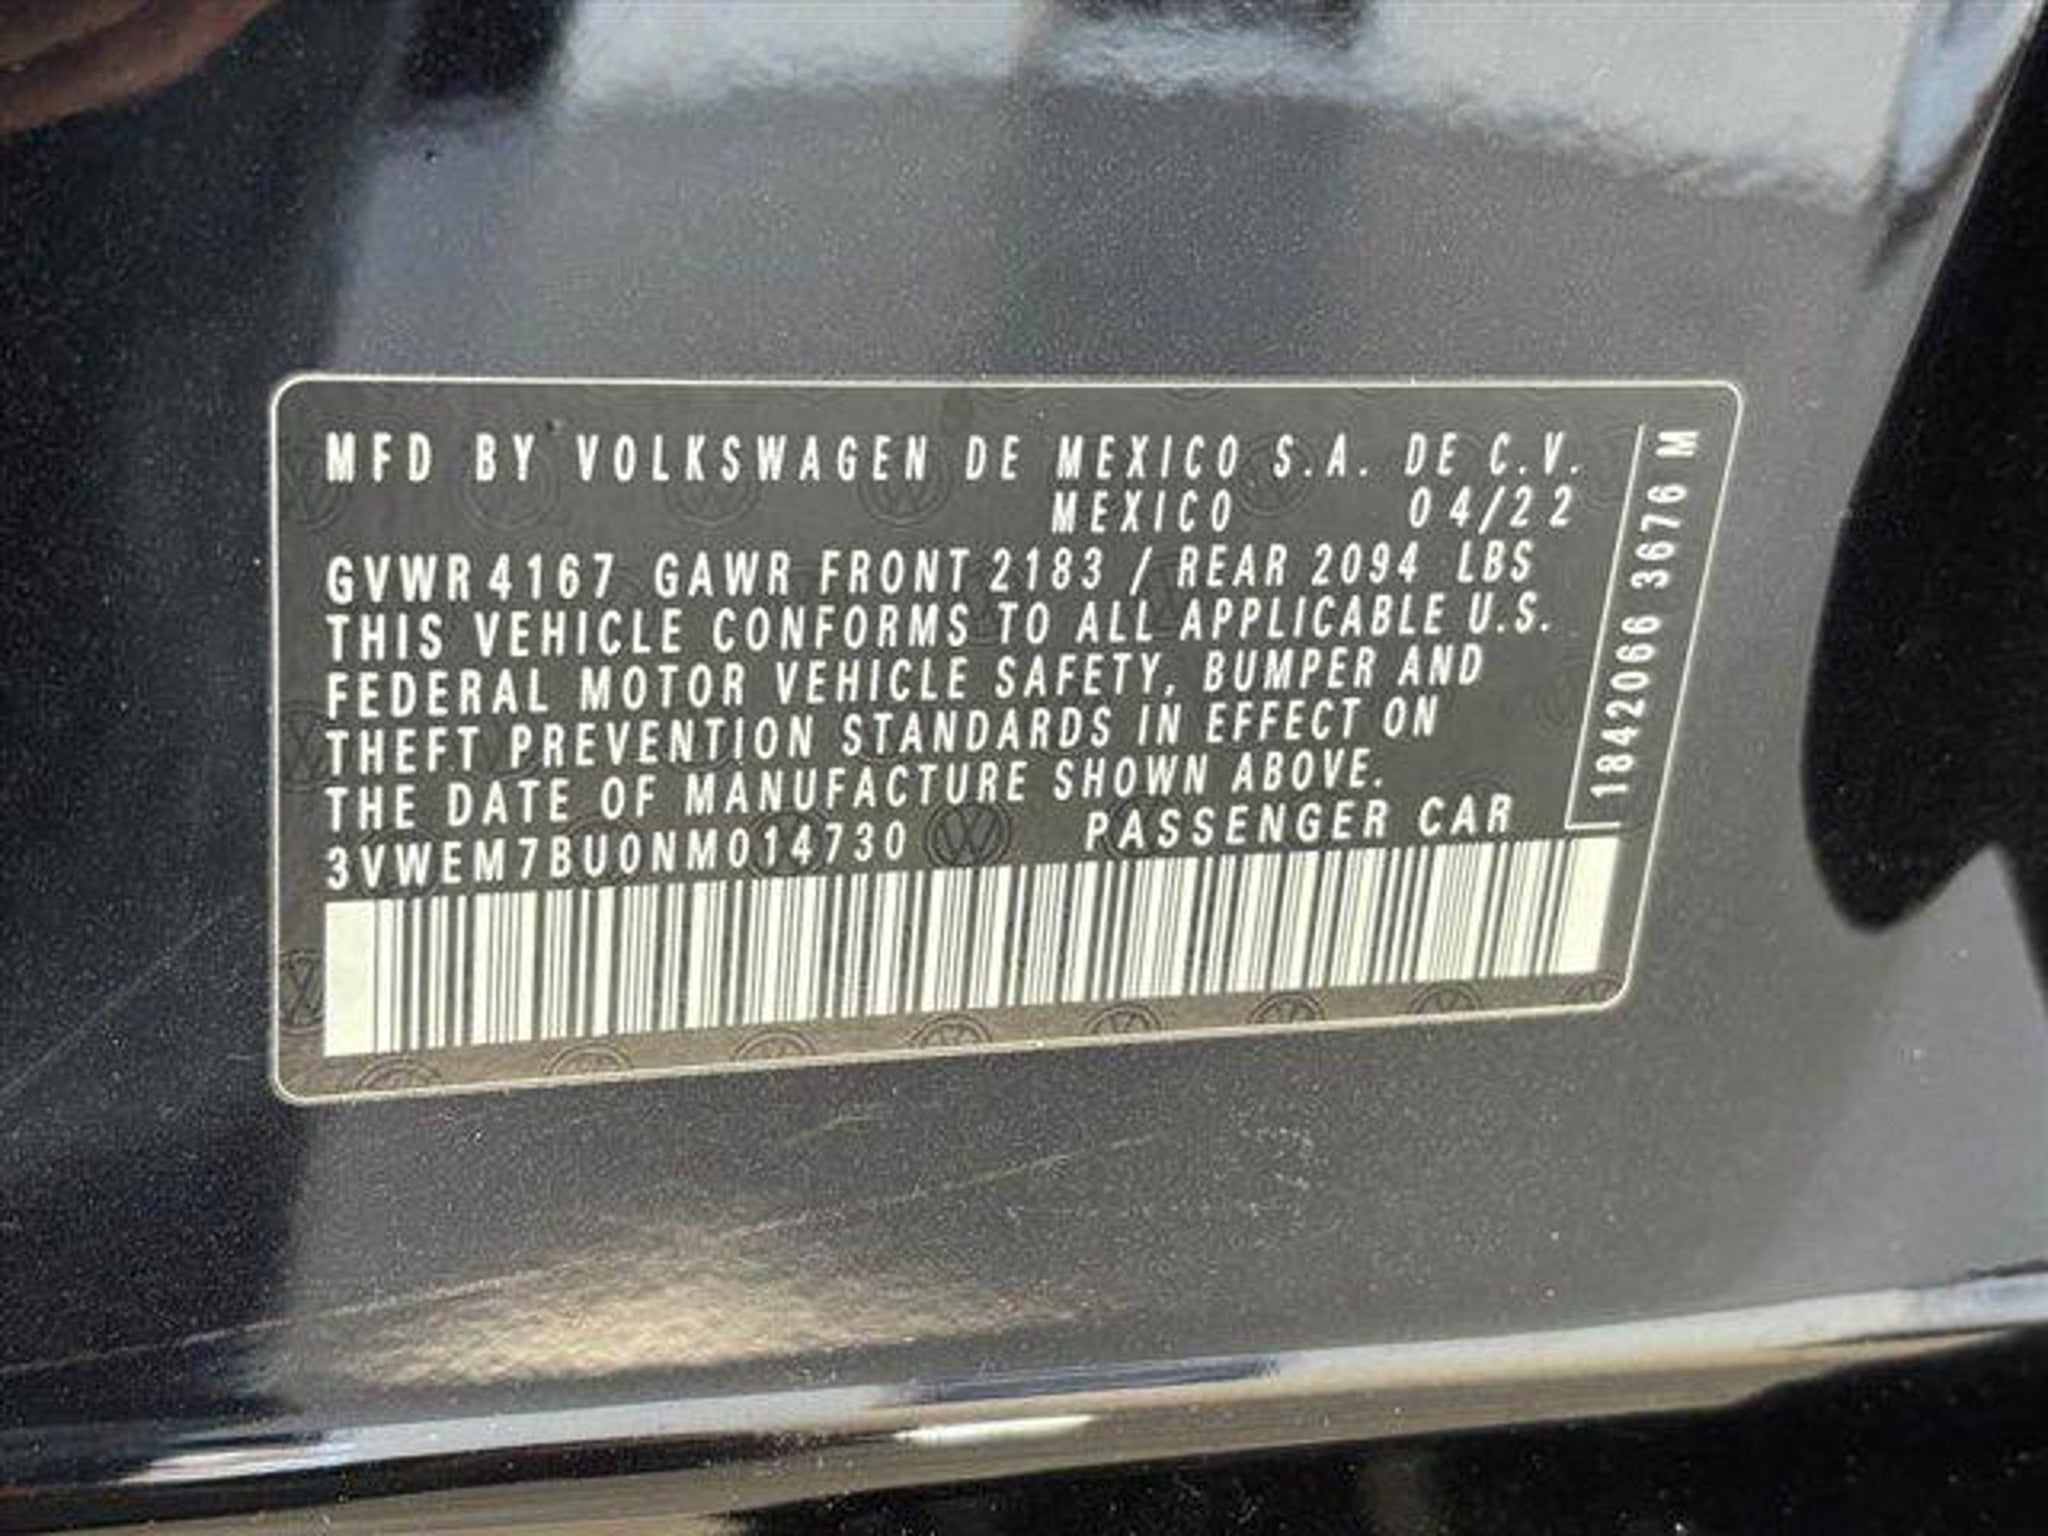 MFD BY VOLKSWAGEN DE MEXICO S.A. DE C.V.
MEXICO 04/22
GVWR 4167 GAWR FRONT 2183 / REAR 2094 LBS
THIS VEHICLE CONFORMS TO ALL APPLICABLE U.S.
FEDERAL MOTOR VEHICLE SAFETY, BUMPER AND
THEFT PREVENTION STANDARDS IN EFFECT ON
THE DATE OF MANUFACTURE SHOWN ABOVE.
3VWEM7BU0NM014730 PASSENGER CAR
1842066 3676 M